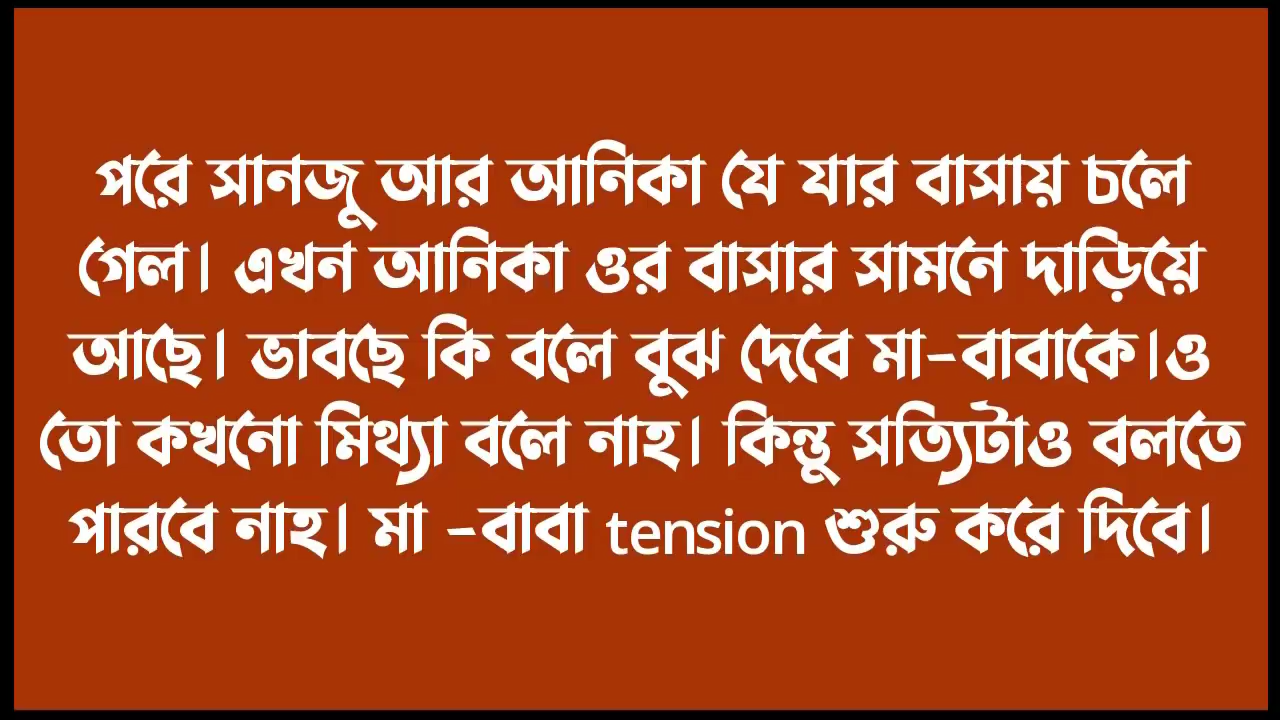 পরে সানজু আর আনিকা যে যার বাসায় চলে
গেল। এখন আনিকা ওর বাসার সামনে দাড়িয়ে
আছে। ভাবছে কি বলে বুঝ দেবে মা-বাবাকে।ও
তো কখনো মিথ্যা বলে নাহ। কিন্তু সত্যিটাও বলতে
পারবে নাহ। মা -বাবা tension শুরু করে দিবে।